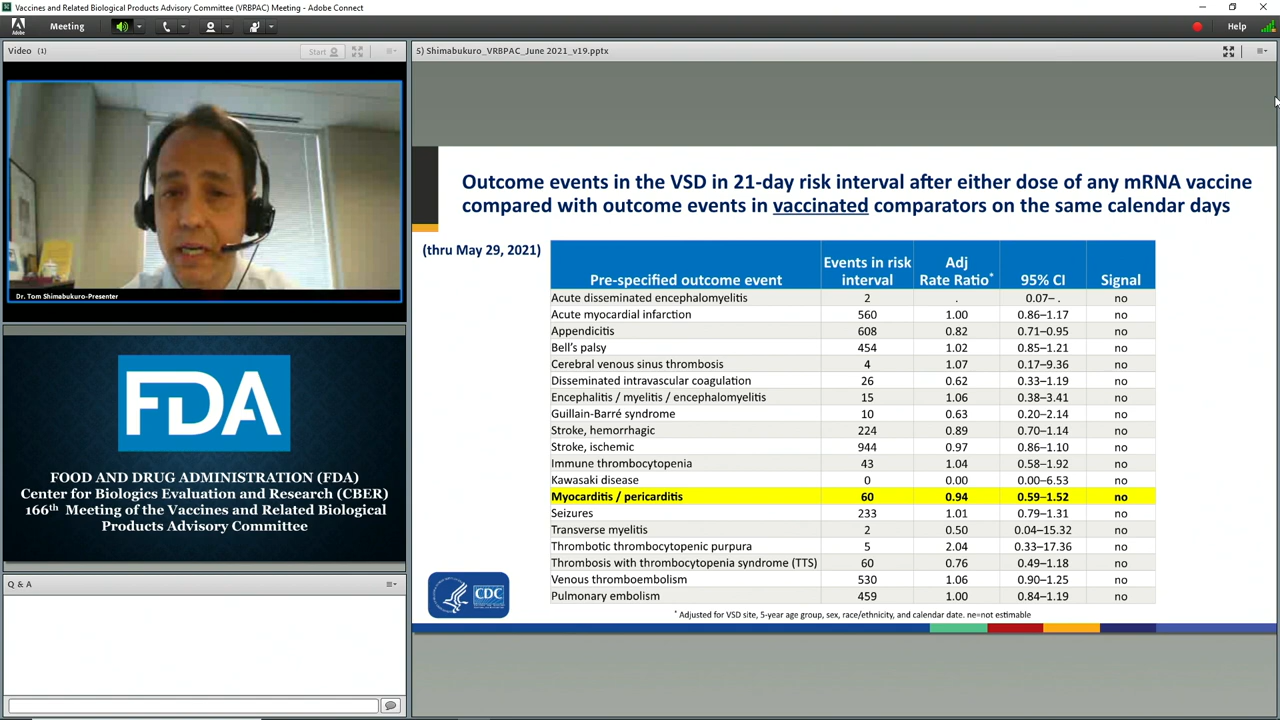 Vaccines and Related Biological Products Advisory Committee (VRBPAC) Meeting - Adobe Connect
Adobe
Meeting
Help
Video (1)
Start
5) Shimabukuro_VRBPAC_June 2021_v19.pptx
Dr. Tom Shimabukuro-Presenter
FDA
FOOD AND DRUG ADMINISTRATION (FDA)
Center for Biologics Evaluation and Research (CBER)
166th Meeting of the Vaccines and Related Biological
Products Advisory Committee
Q & A
Outcome events in the VSD in 21-day risk interval after either dose of any mRNA vaccine
compared with outcome events in vaccinated comparators on the same calendar days
(thru May 29, 2021)
Pre-specified outcome event Events in risk interval Adj Rate Ratio* 95% CI Signal
Acute disseminated encephalomyelitis 2 . 0.07– . no
Acute myocardial infarction 560 1.00 0.86–1.17 no
Appendicitis 608 0.82 0.71–0.95 no
Bell's palsy 454 1.02 0.85–1.21 no
Cerebral venous sinus thrombosis 4 1.07 0.17–9.36 no
Disseminated intravascular coagulation 26 0.62 0.33–1.19 no
Encephalitis / myelitis / encephalomyelitis 15 1.06 0.38–3.41 no
Guillain-Barré syndrome 10 0.63 0.20–2.14 no
Stroke, hemorrhagic 224 0.89 0.70–1.14 no
Stroke, ischemic 944 0.97 0.86–1.10 no
Immune thrombocytopenia 43 1.04 0.58–1.92 no
Kawasaki disease 0 0.00 0.00–6.53 no
Myocarditis / pericarditis 60 0.94 0.59–1.52 no
Seizures 233 1.01 0.79–1.31 no
Transverse myelitis 2 0.50 0.04–15.32 no
Thrombotic thrombocytopenic purpura 5 2.04 0.33–17.36 no
Thrombosis with thrombocytopenia syndrome (TTS) 60 0.76 0.49–1.18 no
Venous thromboembolism 530 1.06 0.90–1.25 no
Pulmonary embolism 459 1.00 0.84–1.19 no
* Adjusted for VSD site, 5-year age group, sex, race/ethnicity, and calendar date. ne=not estimable
CDC